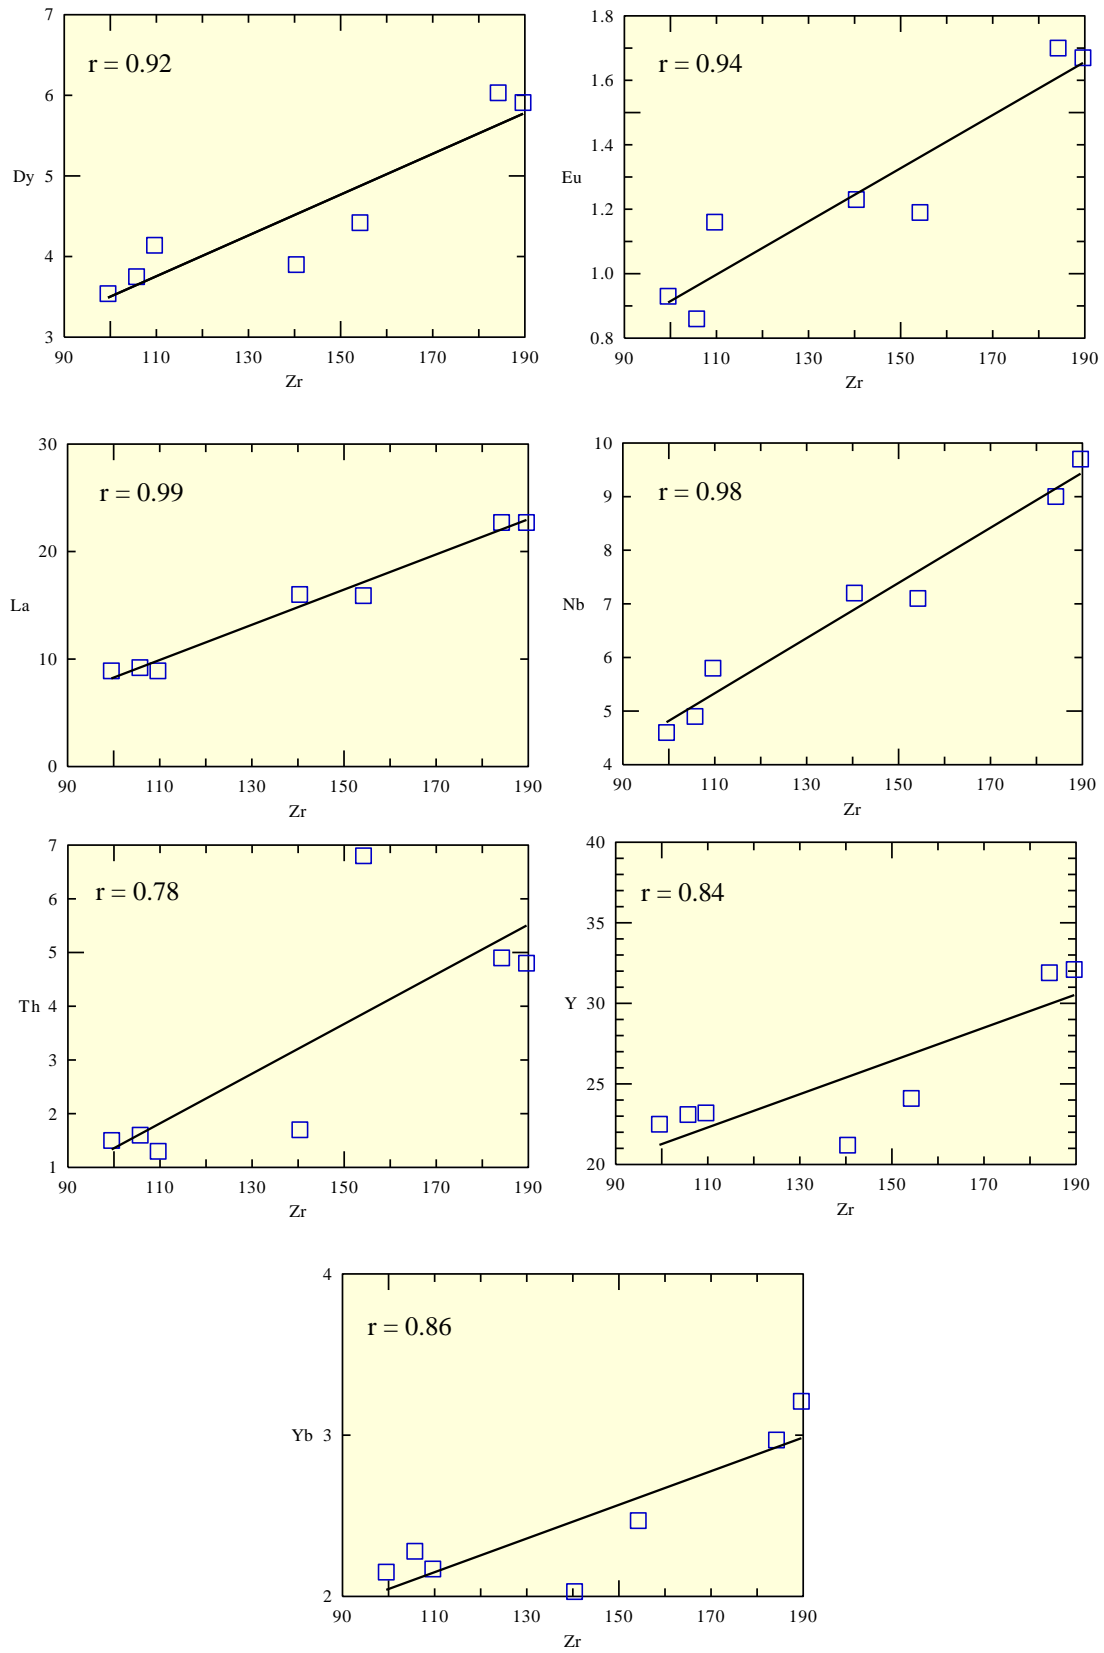 7
r = 0.92
6
Dy 5
4
3
90 110 130 150 170 190
Zr
1.8
r = 0.94
1.6
1.4
Eu
1.2
1.0
0.8
90 110 130 150 170 190
Zr
30
r = 0.99
20
La
10
0
90 110 130 150 170 190
Zr
10
r = 0.98
9
8
Nb 7
6
5
4
90 110 130 150 170 190
Zr
7
r = 0.78
6
5
Th 4
3
2
1
90 110 130 150 170 190
Zr
40
r = 0.84
35
Y 30
25
20
90 110 130 150 170 190
Zr
4
r = 0.86
Yb 3
2
90 110 130 150 170 190
Zr